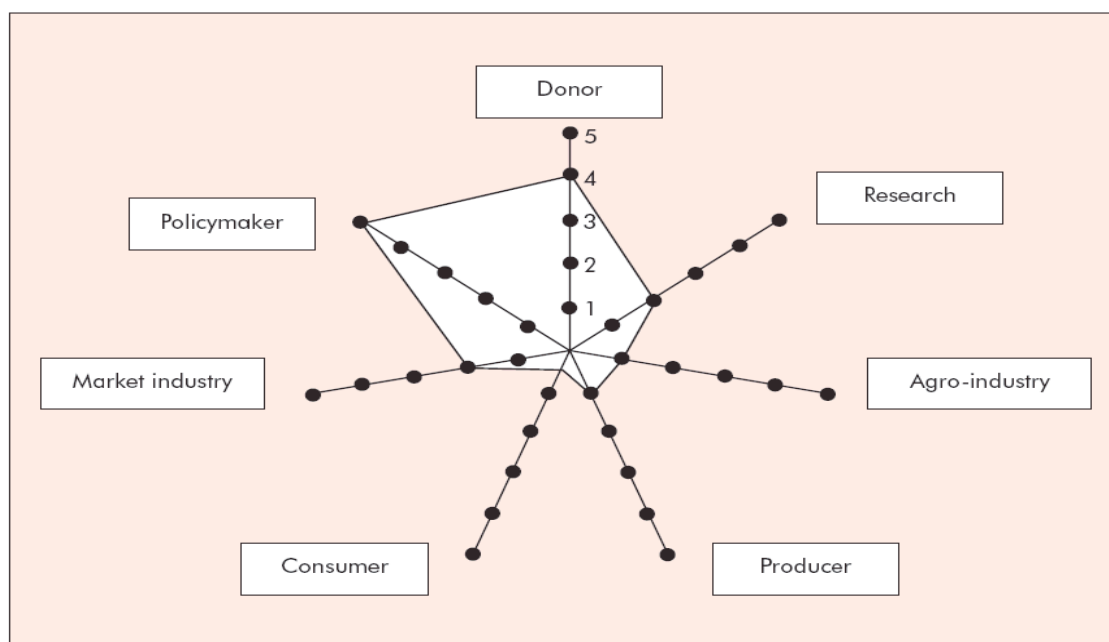 Donor
5
4
3
2
1
Research
Policymaker
Market industry
Agro-industry
Consumer
Producer